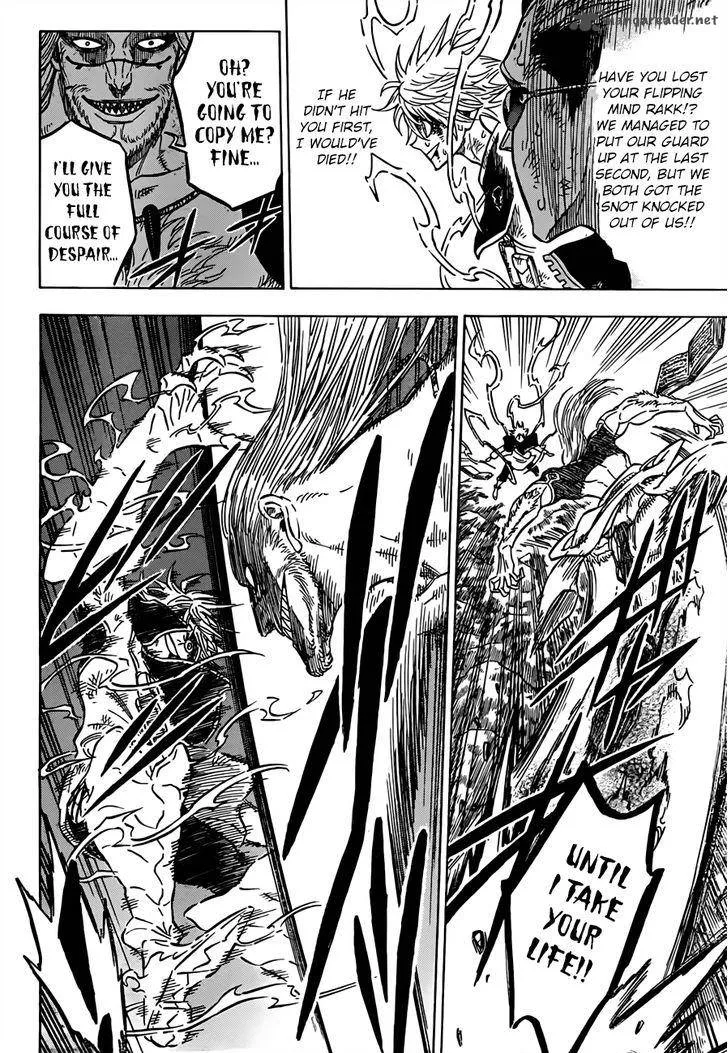 mangareader.net
HAVE YOU LOST
YOUR FLIPPING
MIND RAKK!?
WE MANAGED TO
PUT OUR GUARD
UP AT THE LAST
SECOND, BUT WE
BOTH GOT THE
SNOT KNOCKED
OUT OF US!!
IF HE
DIDN'T HIT
YOU FIRST,
I WOULD'VE
DIED!!
OH?
YOU'RE
GOING TO
COPY ME?
FINE...
I'LL GIVE
YOU THE
FULL
COURSE OF
DESPAIR...
UNTIL
I TAKE
YOUR
LIFE!!